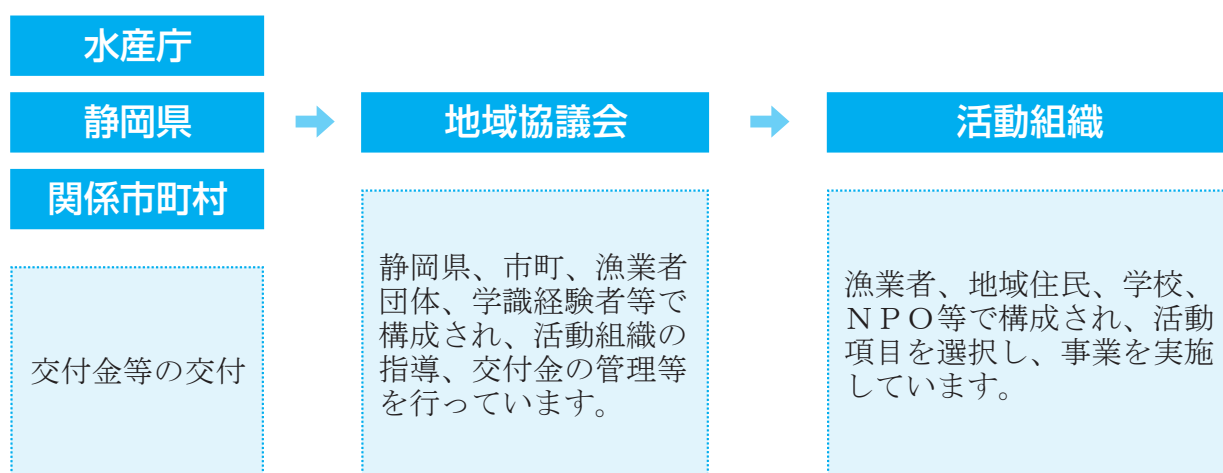 水産庁
静岡県
関係市町村
交付金等の交付
地域協議会
静岡県、市町、漁業者
団体、学識経験者等で
構成され、活動組織の
指導、交付金の管理等
を行っています。
活動組織
漁業者、地域住民、学校、
ＮＰＯ等で構成され、活動
項目を選択し、事業を実施
しています。